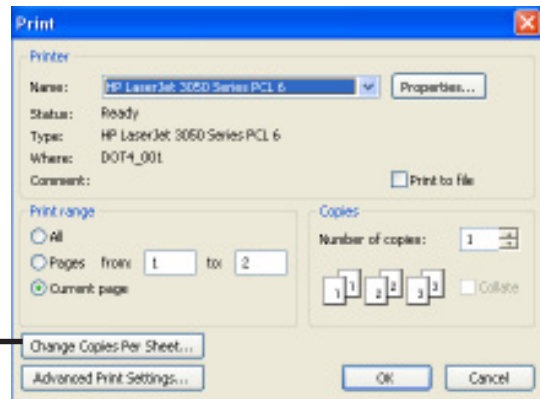 Print
Printer
Name: HP LaserJet 3050 Series PCL 6 Properties...
Status: Ready
Type: HP LaserJet 3050 Series PCL 6
Where: DOT4_001
Comment: Print to file
Print range
All
Pages from: 1 to: 2
Current page
Copies
Number of copies: 1
1 1 2 2 3 3 Collate
Change Copies Per Sheet...
Advanced Print Settings... OK Cancel